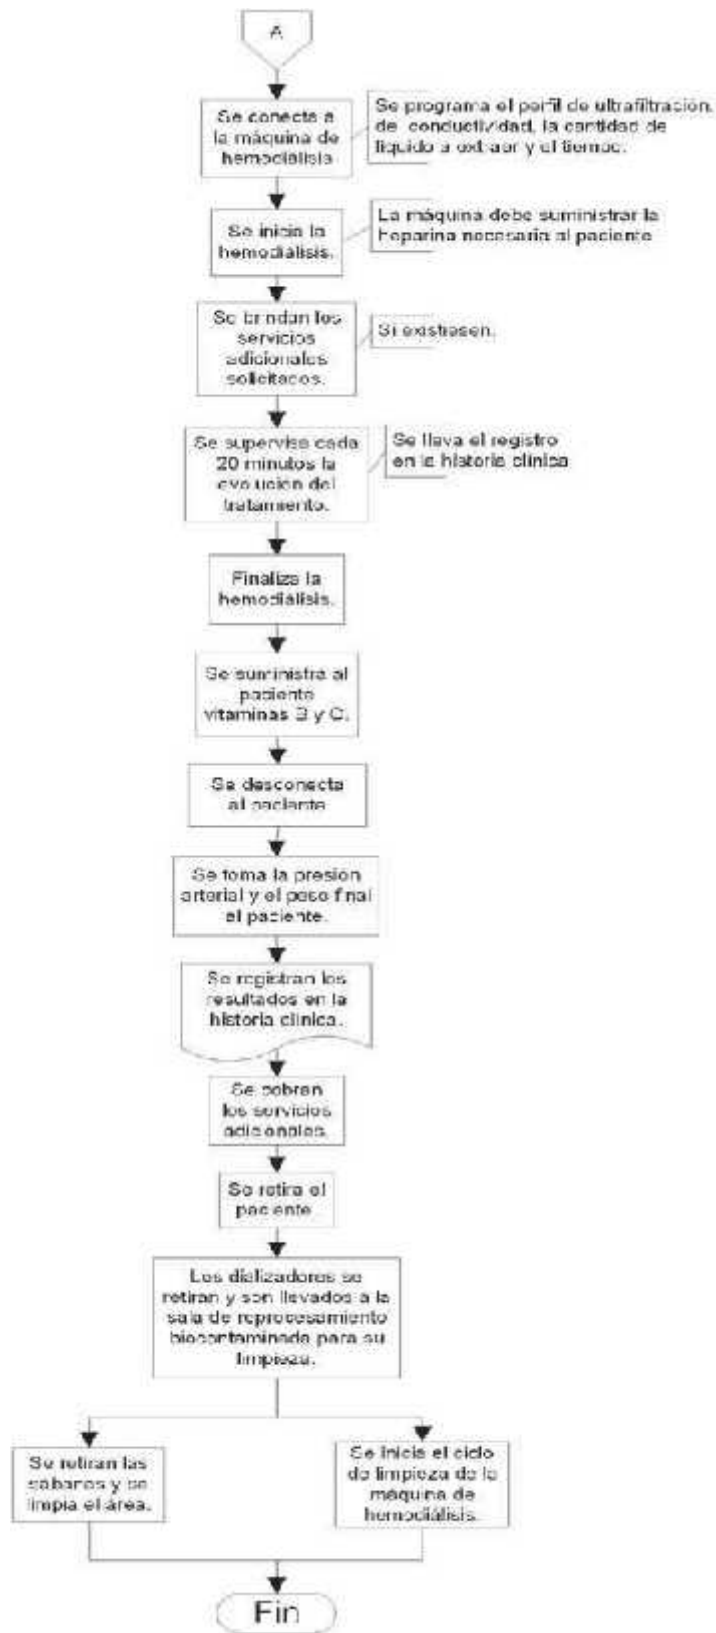 A
Se conecta a
la máquina de
hemodiálisis
Se programa el perfil de ultrafiltración,
de conductividad, la cantidad de
líquido a extraer y el tiempo.
Se inicia la
hemodiálisis.
La máquina debe suministrar la
heparina necesaria al paciente
Se brindan los
servicios
adicionales
solicitados.
Si existiesen.
Se supervisa cada
20 minutos la
evolución del
tratamiento.
Se lleva el registro
en la historia clínica
Finaliza la
hemodiálisis.
Se suministra al
paciente
vitaminas B y C.
Se desconecta
al paciente
Se toma la presión
arterial y el peso final
al paciente.
Se registran los
resultados en la
historia clínica.
Se cobran
los servicios
adicionales.
Se retira el
paciente
Los dializadores se
retiran y son llevados a la
sala de reprocesamiento
biocontaminada para su
limpieza.
Se retiran las
sábanas y se
limpia el área.
Se inicia el ciclo
de limpieza de la
máquina de
hemodiálisis.
Fin